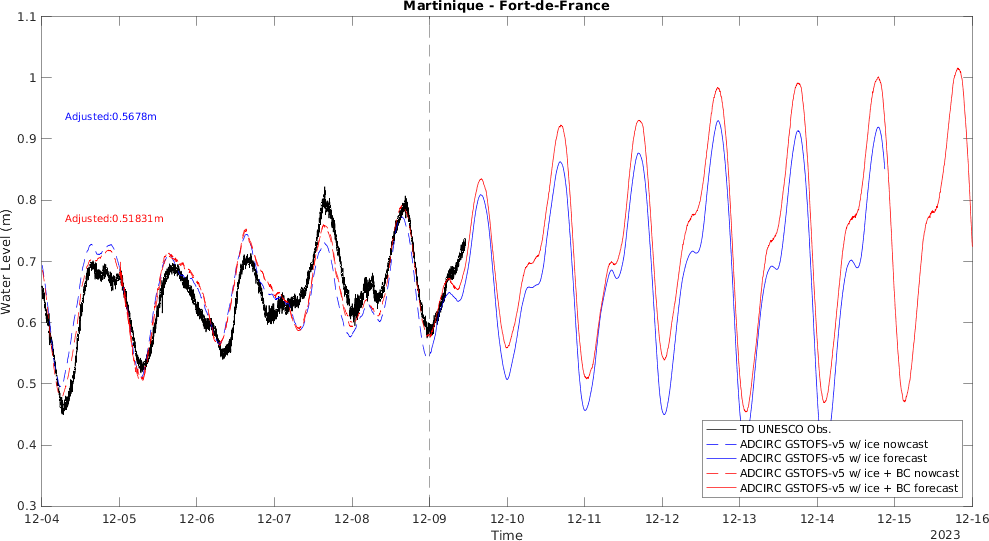 Martinique - Fort-de-France
1.1
1
0.9
0.8
0.7
0.6
0.5
0.4
0.3
Water Level (m)
Adjusted:0.5678m
Adjusted:0.51831m
TD UNESCO Obs.
ADCIRC GSTOFS-v5 w/ ice nowcast
ADCIRC GSTOFS-v5 w/ ice forecast
ADCIRC GSTOFS-v5 w/ ice + BC nowcast
ADCIRC GSTOFS-v5 w/ ice + BC forecast
12-04 12-05 12-06 12-07 12-08 12-09 12-10 12-11 12-12 12-13 12-14 12-15 12-16
Time
2023